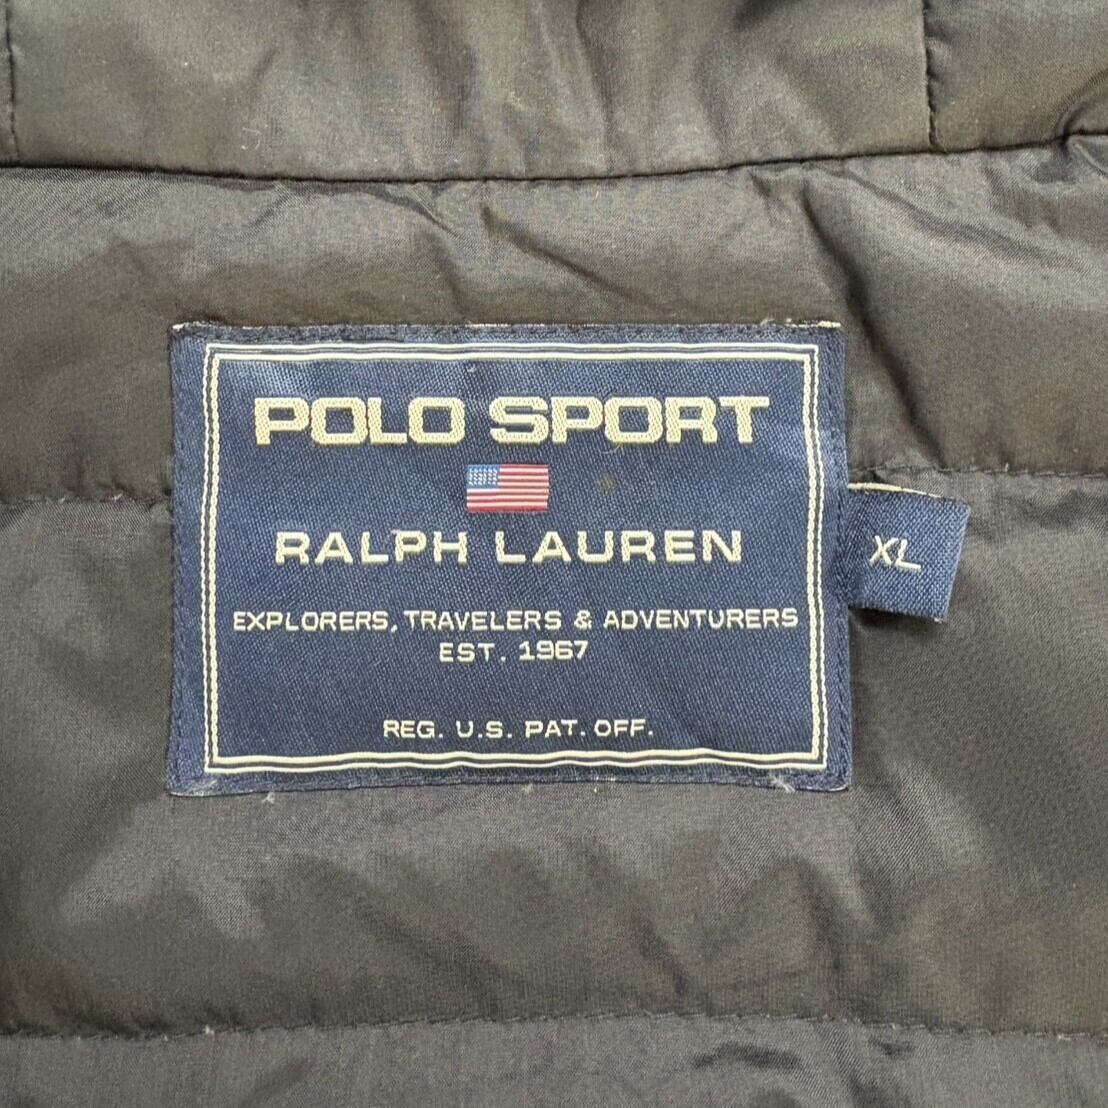 POLO SPORT
RALPH LAUREN
XL
EXPLORERS, TRAVELERS & ADVENTURERS
EST. 1967
REG. U.S. PAT. OFF.